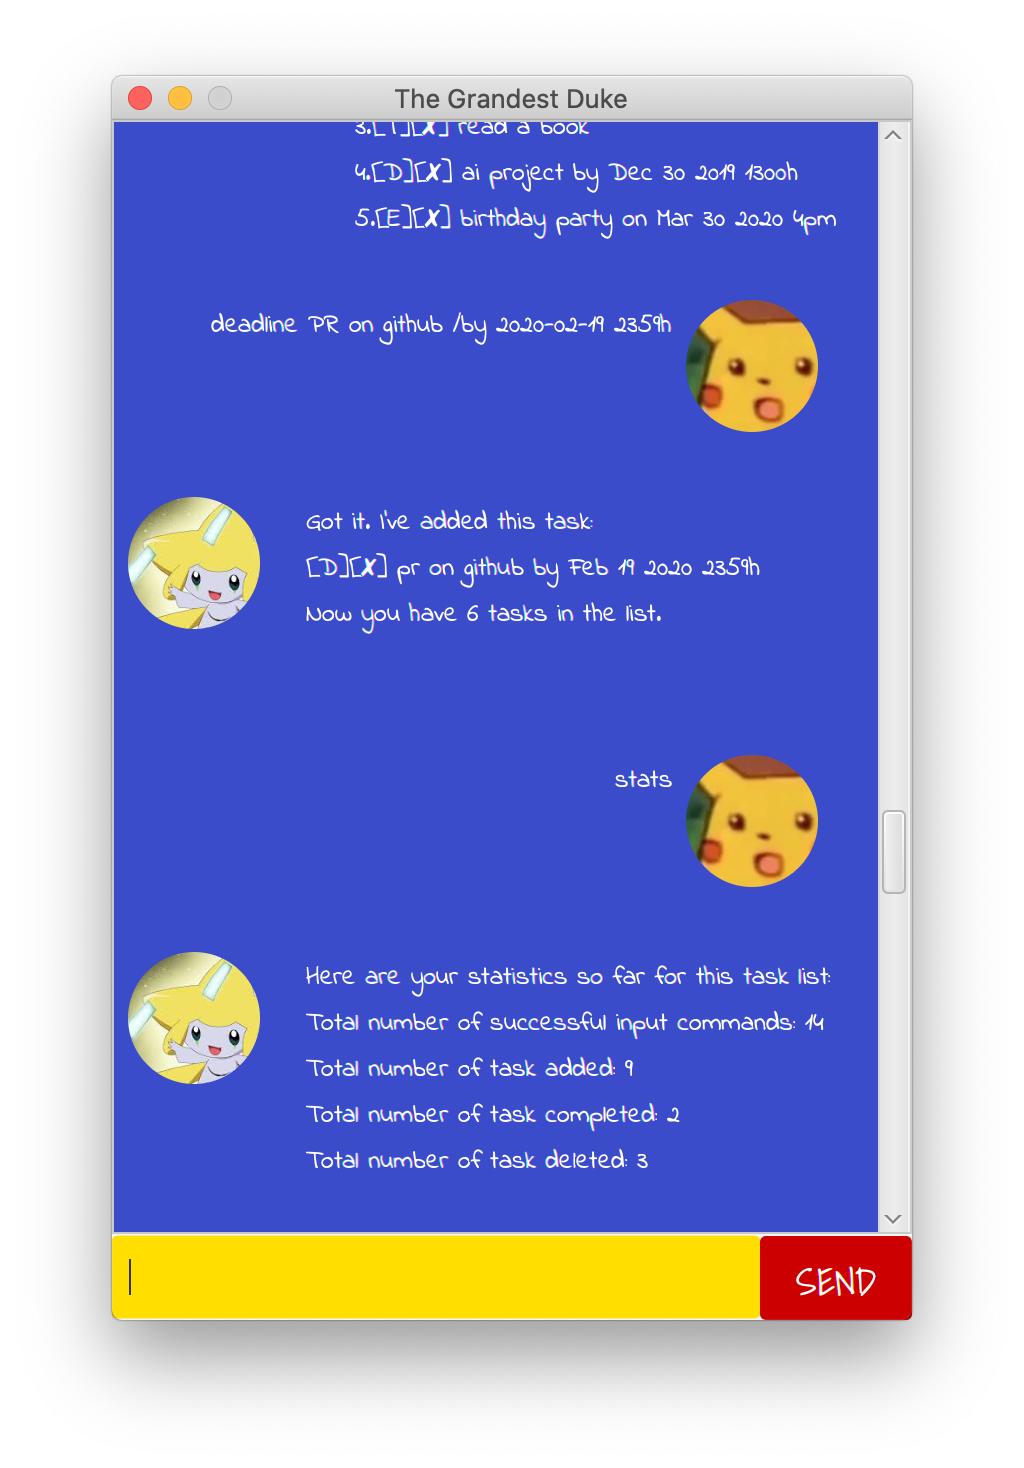 The Grandest Duke
3.[T][✗] read a book
4.[D][✗] ai project by Dec 30 2019 1300h
5.[E][✗] birthday party on Mar 30 2020 4pm
deadline PR on github /by 2020-02-19 2359h
Got it. I've added this task:
[D][✗] pr on github by Feb 19 2020 2359h
Now you have 6 tasks in the list.
stats
Here are your statistics so far for this task list:
Total number of successful input commands: 14
Total number of task added: 9
Total number of task completed: 2
Total number of task deleted: 3
SEND